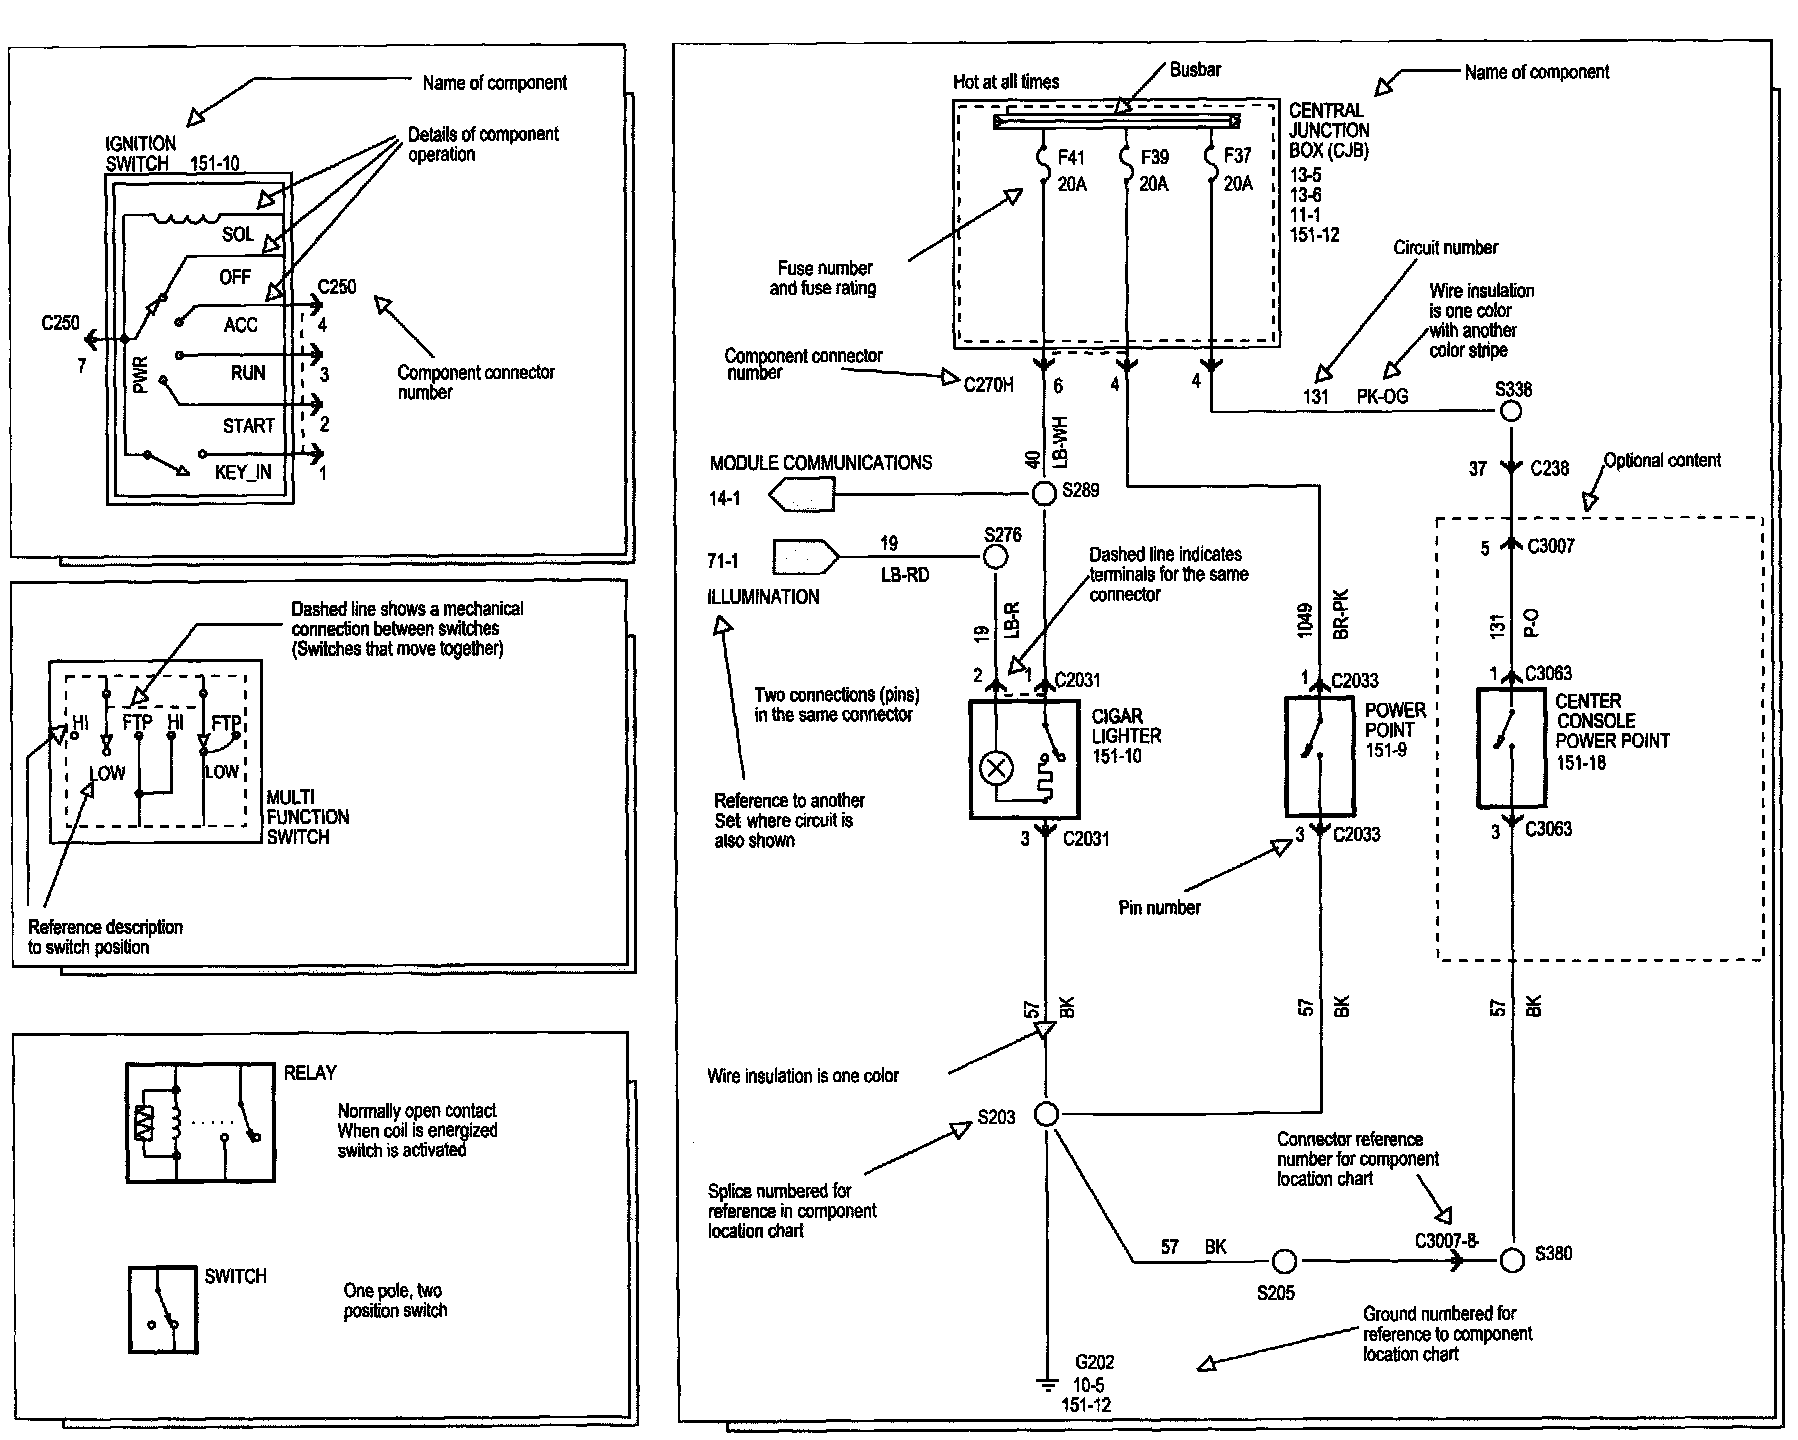 Name of component
Details of component
operation
IGNITION
SWITCH 151-10
SOL
OFF
C250
ACC
4
C250
7
PWR
RUN
3
START
2
KEY_IN
1
Component connector
number
Dashed line shows a mechanical
connection between switches
(Switches that move together)
HI
FTP
HI
FTP
LOW
LOW
MULTI
FUNCTION
SWITCH
Reference description
to switch position
RELAY
Normally open contact
When coil is energized
switch is activated
SWITCH
One pole, two
position switch
Hot at all times
Busbar
Name of component
CENTRAL
JUNCTION
BOX (CJB)
13-5
13-6
11-1
151-12
F41
20A
F39
20A
F37
20A
Fuse number
and fuse rating
Circuit number
Wire insulation
is one color
with another
color stripe
Component connector
number
C270H
6
4
4
131 PK-OG
S338
40
LB-WH
MODULE COMMUNICATIONS
14-1
S289
37
C238
Optional content
S276
71-1
19
LB-RD
ILLUMINATION
Dashed line indicates
terminals for the same
connector
5
C3007
19
LB-R
1049
BR-PK
131
P-O
2
1
C2031
1
C2033
1
C3063
Two connections (pins)
in the same connector
CIGAR
LIGHTER
151-10
POWER
POINT
151-9
CENTER
CONSOLE
POWER POINT
151-18
Reference to another
Set where circuit is
also shown
3
C2031
3
C2033
3
C3063
Pin number
57
BK
57
BK
57
BK
Wire insulation is one color
S203
Connector reference
number for component
location chart
Splice numbered for
reference in component
location chart
57 BK
C3007-8
S380
S205
Ground numbered for
reference to component
location chart
G202
10-5
151-12